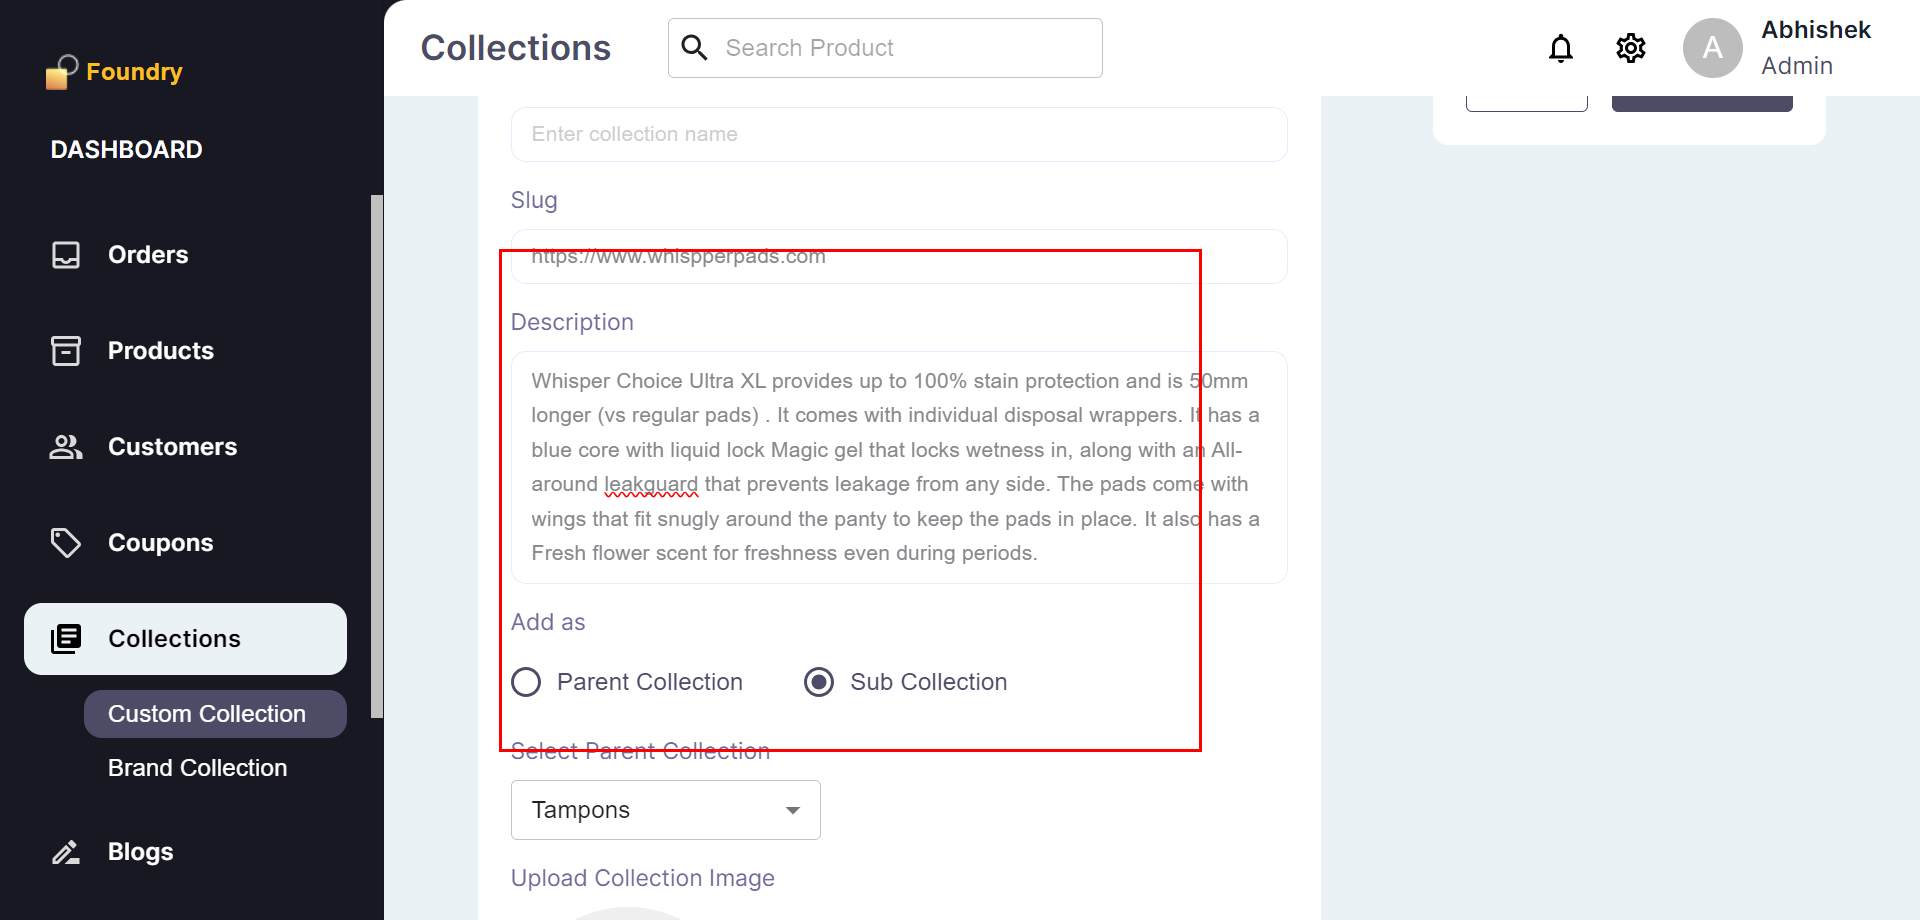 Foundry
DASHBOARD
Orders
Products
Customers
Coupons
Collections
Custom Collection
Brand Collection
Blogs
Collections
Search Product
A
Abhishek
Admin
Enter collection name
Slug
https://www.whispperpads.com
Description
Whisper Choice Ultra XL provides up to 100% stain protection and is 50mm
longer (vs regular pads) . It comes with individual disposal wrappers. It has a
blue core with liquid lock Magic gel that locks wetness in, along with an All-
around leakguard that prevents leakage from any side. The pads come with
wings that fit snugly around the panty to keep the pads in place. It also has a
Fresh flower scent for freshness even during periods.
Add as
Parent Collection
Sub Collection
Select Parent Collection
Tampons
Upload Collection Image